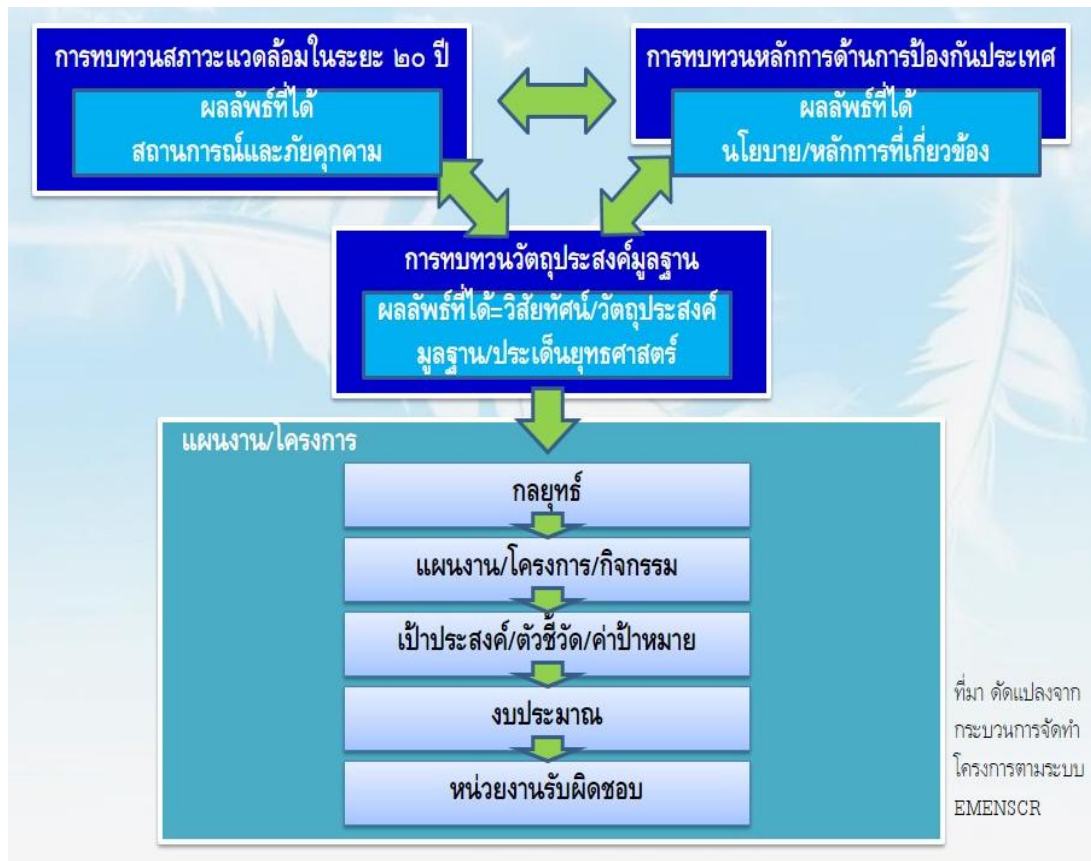 การทบทวนสภาวะแวดล้อมในระยะ ๒๐ ปี
ผลลัพธ์ที่ได้
สถานการณ์และภัยคุกคาม
การทบทวนหลักการด้านการป้องกันประเทศ
ผลลัพธ์ที่ได้
นโยบาย/หลักการที่เกี่ยวข้อง
การทบทวนวัตถุประสงค์มูลฐาน
ผลลัพธ์ที่ได้=วิสัยทัศน์/วัตถุประสงค์
มูลฐาน/ประเด็นยุทธศาสตร์
แผนงาน/โครงการ
กลยุทธ์
แผนงาน/โครงการ/กิจกรรม
เป้าประสงค์/ตัวชี้วัด/ค่าป้าหมาย
งบประมาณ
หน่วยงานรับผิดชอบ
ที่มา ดัดแปลงจาก
กระบวนการจัดทำ
โครงการตามระบบ
EMENSCR